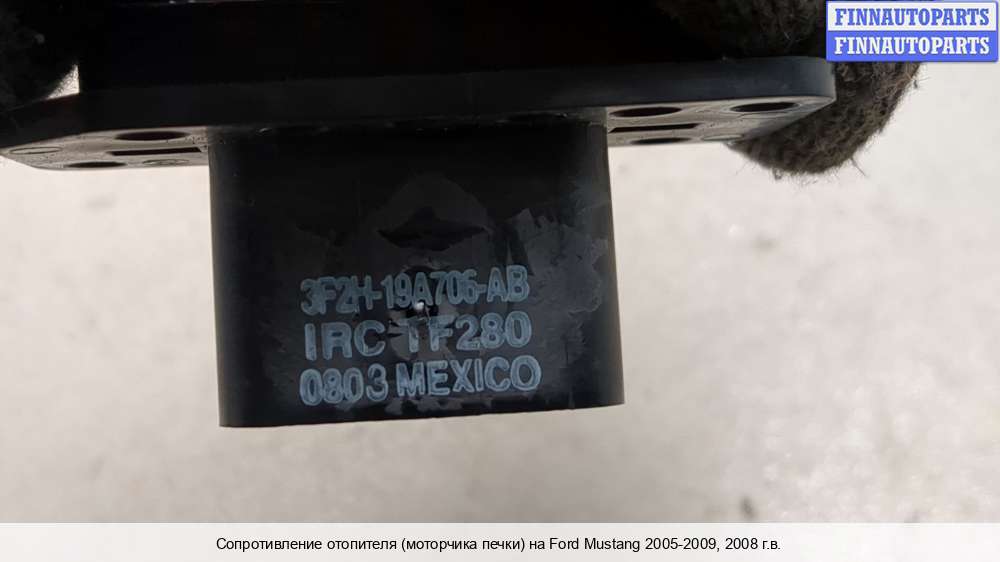 FINNAUTOPARTS
FINNAUTOPARTS
3F2H-19A706-AB
IRC TF280
0803 MEXICO
Сопротивление отопителя (моторчика печки) на Ford Mustang 2005-2009, 2008 г.в.